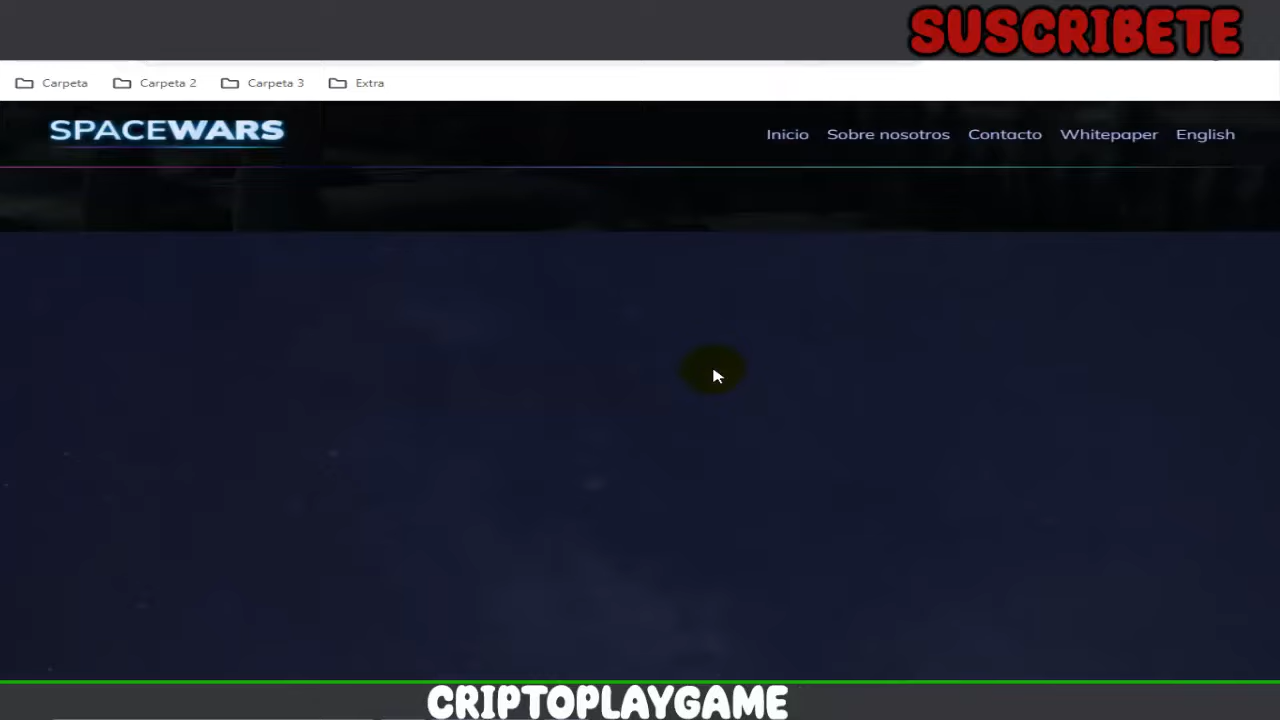 SUSCRIBETE
Carpeta Carpeta 2 Carpeta 3 Extra
SPACEWARS Inicio Sobre nosotros Contacto Whitepaper English
CRIPTOPLAYGAME